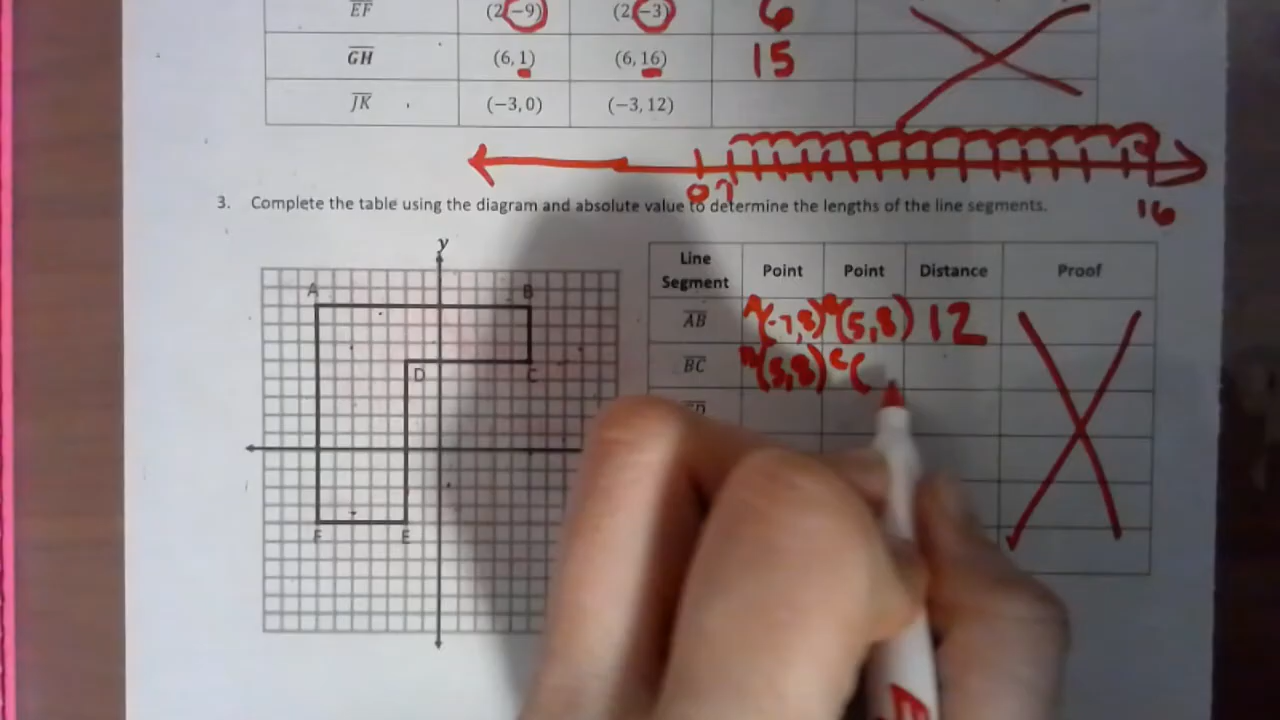 EF (2, −9) (2, −3) 6
GH (6, 1) (6, 16) 15
JK (−3, 0) (−3, 12)
0 16
3. Complete the table using the diagram and absolute value to determine the lengths of the line segments.
y
A B
D C
F E
Line Segment Point Point Distance Proof
AB A(-7,8) B(5,8) 12
BC B(5,8) C(